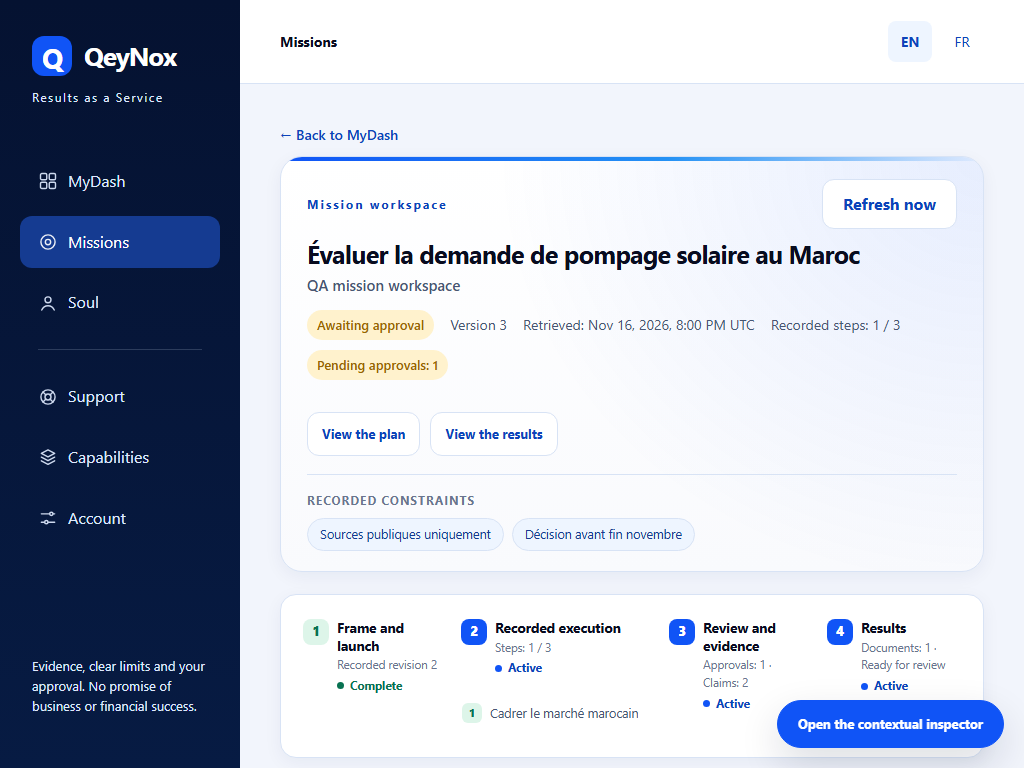 Q QeyNox
Results as a Service
MyDash
Missions
Soul
Support
Capabilities
Account
Evidence, clear limits and your
approval. No promise of
business or financial success.
Missions
EN FR
← Back to MyDash
Mission workspace
Refresh now
Évaluer la demande de pompage solaire au Maroc
QA mission workspace
Awaiting approval Version 3 Retrieved: Nov 16, 2026, 8:00 PM UTC Recorded steps: 1 / 3
Pending approvals: 1
View the plan View the results
RECORDED CONSTRAINTS
Sources publiques uniquement Décision avant fin novembre
1 Frame and
launch
Recorded revision 2
Complete
2 Recorded execution
Steps: 1 / 3
Active
1 Cadrer le marché marocain
3 Review and
evidence
Approvals: 1 ·
Claims: 2
Active
4 Results
Documents: 1 ·
Ready for review
Active
Open the contextual inspector